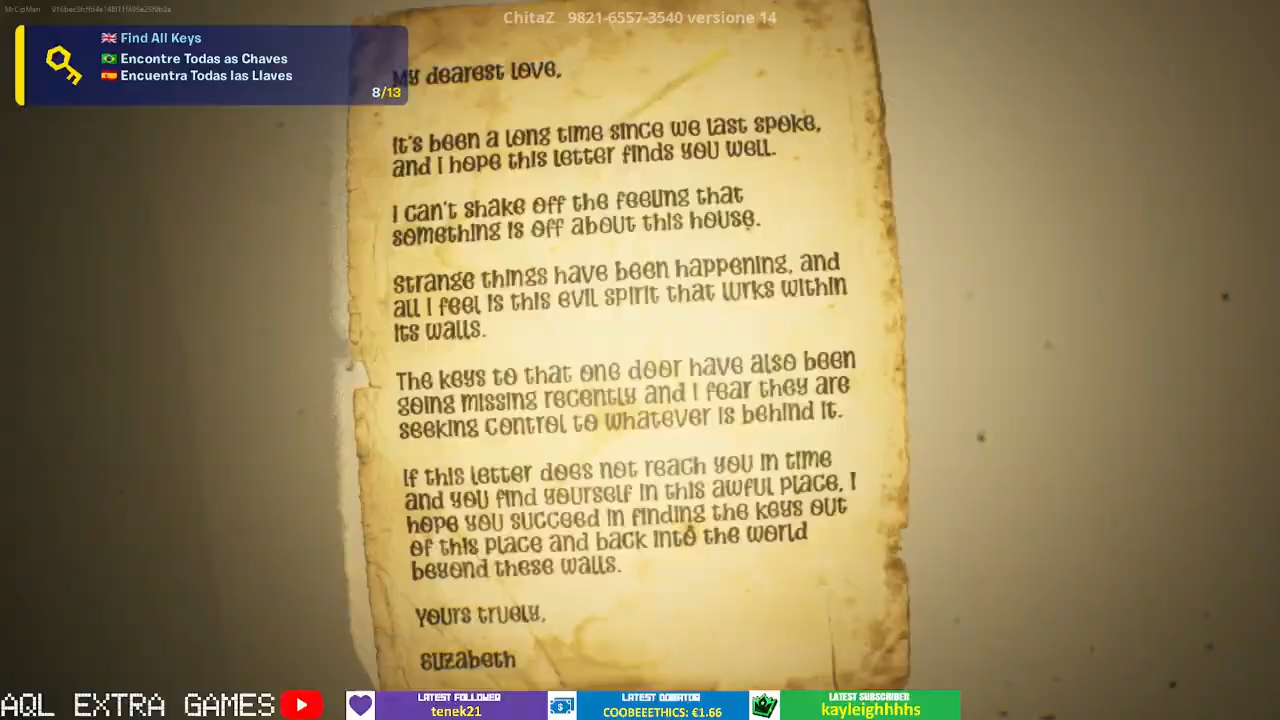 MrCipMan
ChitaZ 9821-6557-3540 versione 14
Find All Keys
Encontre Todas as Chaves
Encuentra Todas las Llaves
8/13
My dearest love,
It's been a long time since we last spoke,
and I hope this letter finds you well.
I can't shake off the feeling that
something is off about this house.
Strange things have been happening, and
all I feel is this evil spirit that lurks within
its walls.
The keys to that one door have also been
going missing recently and I fear they are
seeking control to whatever is behind it.
If this letter does not reach you in time
and you find yourself in this awful place, I
hope you succeed in finding the keys out
of this place and back into the world
beyond these walls.
Yours truely,
Suzabeth
AQL EXTRA GAMES
LATEST FOLLOWER
tenek21
LATEST DONATOR
COOBEEETHICS: €1.66
LATEST SUBSCRIBER
kayleighhhhs